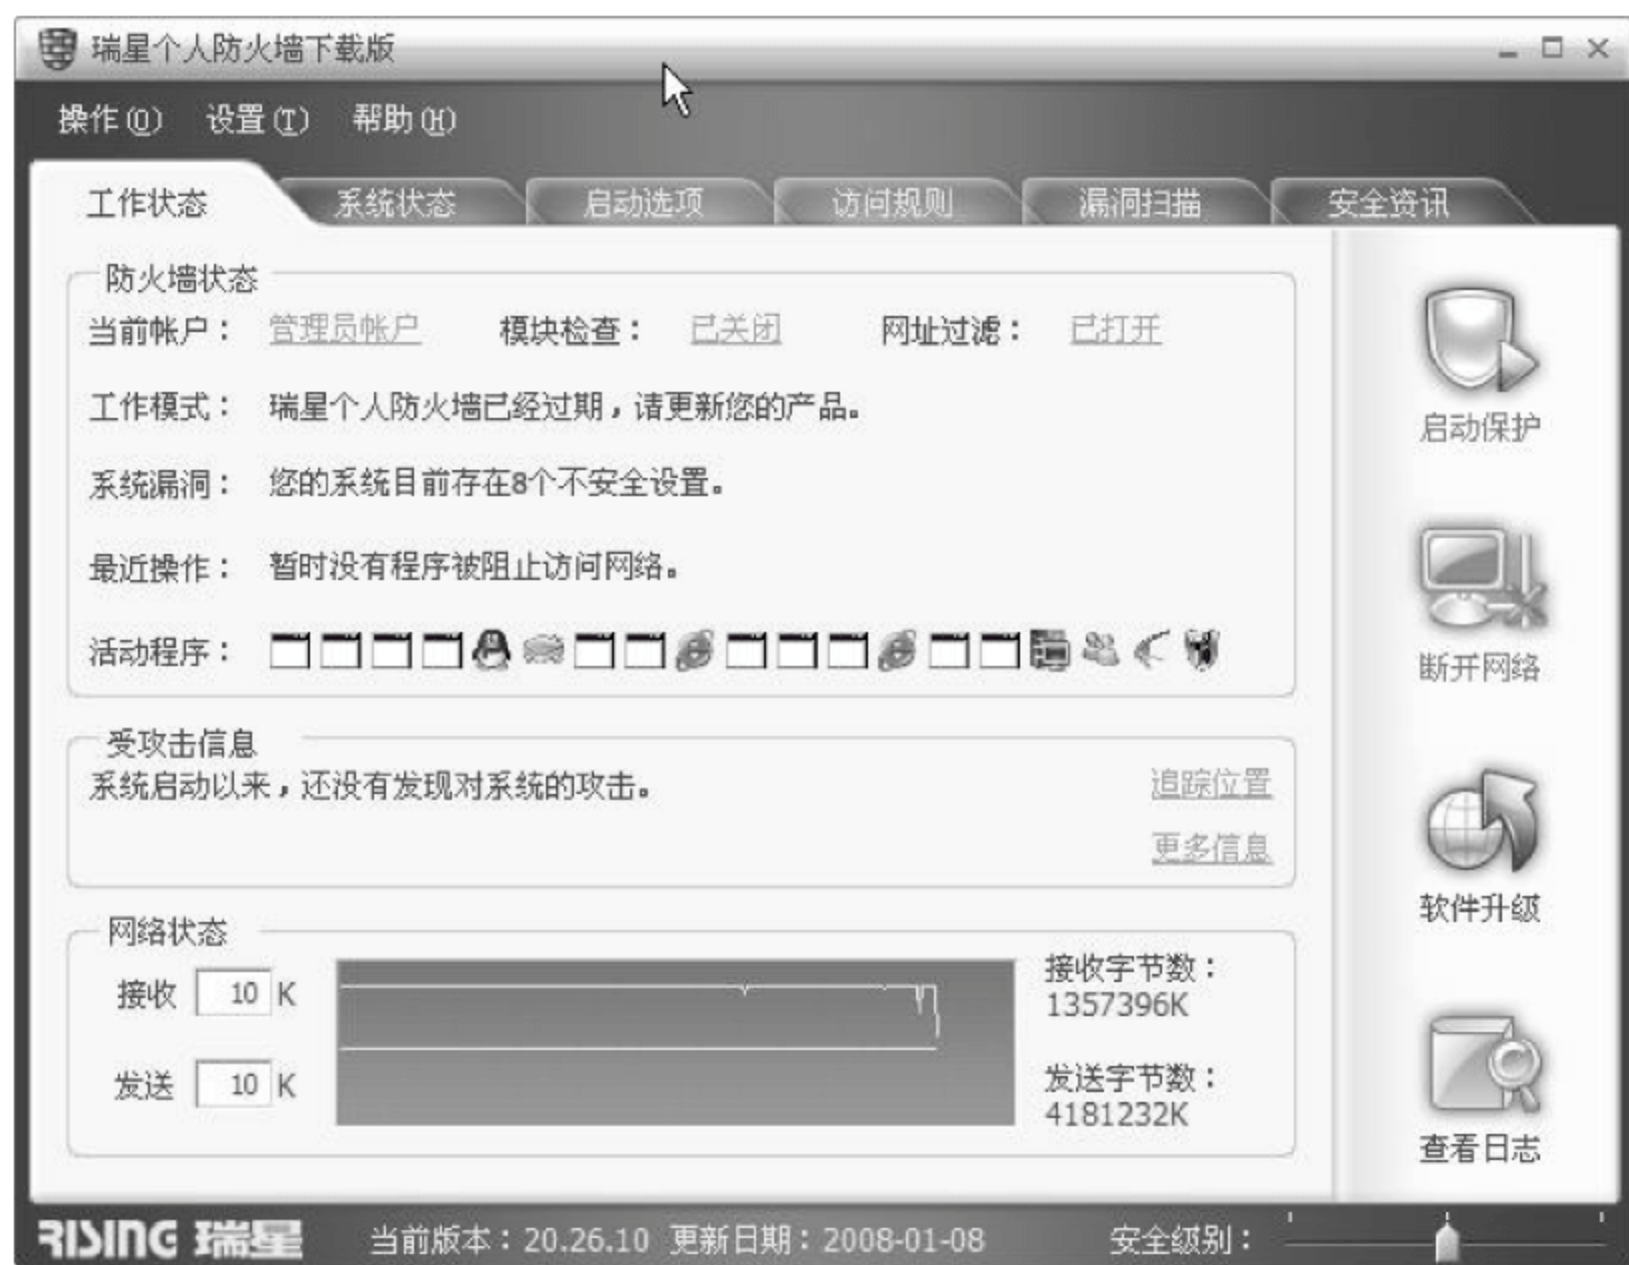 瑞星个人防火墙下载版
操作(O) 设置(T) 帮助(H)
工作状态 系统状态 启动选项 访问规则 漏洞扫描 安全资讯
防火墙状态
当前帐户： 管理员帐户 模块检查： 已关闭 网址过滤： 已打开
工作模式： 瑞星个人防火墙已经过期，请更新您的产品。
系统漏洞： 您的系统目前存在8个不安全设置。
最近操作： 暂时没有程序被阻止访问网络。
活动程序：
受攻击信息
系统启动以来，还没有发现对系统的攻击。
追踪位置
更多信息
网络状态
接收 10 K
发送 10 K
接收字节数：
1357396K
发送字节数：
4181232K
启动保护
断开网络
软件升级
查看日志
RISING 瑞星 当前版本：20.26.10 更新日期：2008-01-08 安全级别：